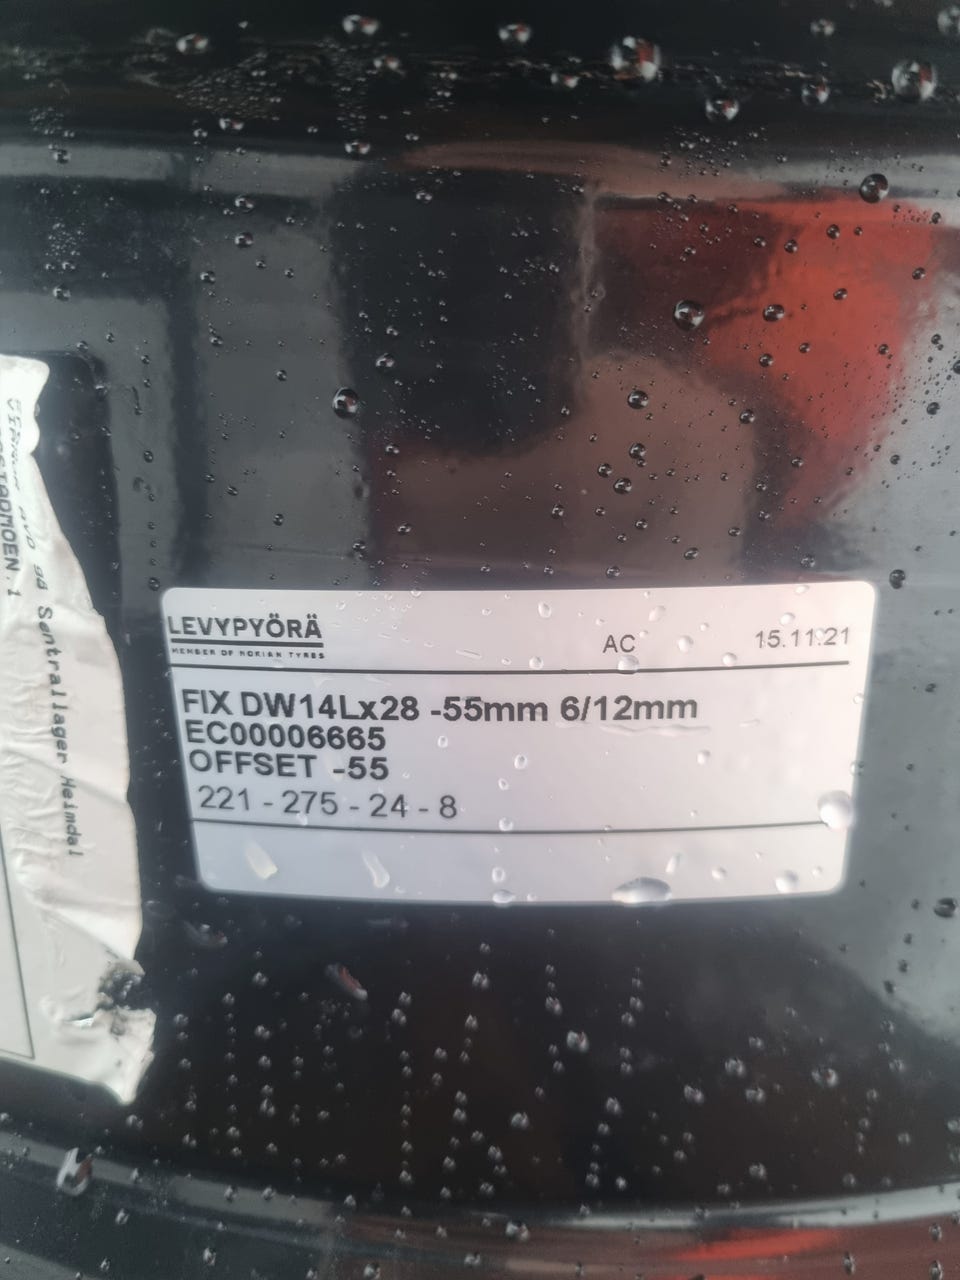 LEVYPYÖRÄ
MEMBER OF NOKIAN TYRES
AC
15.11.21
FIX DW14Lx28 -55mm 6/12mm
EC00006665
OFFSET -55
221 - 275 - 24 - 8
Sentrallager Heimdal